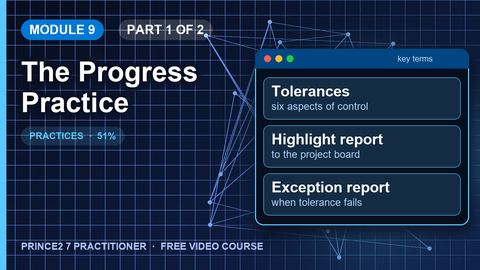 MODULE 9
PART 1 OF 2
The Progress
Practice
PRACTICES · 51%
key terms
Tolerances
six aspects of control
Highlight report
to the project board
Exception report
when tolerance fails
PRINCE2 7 PRACTITIONER · FREE VIDEO COURSE